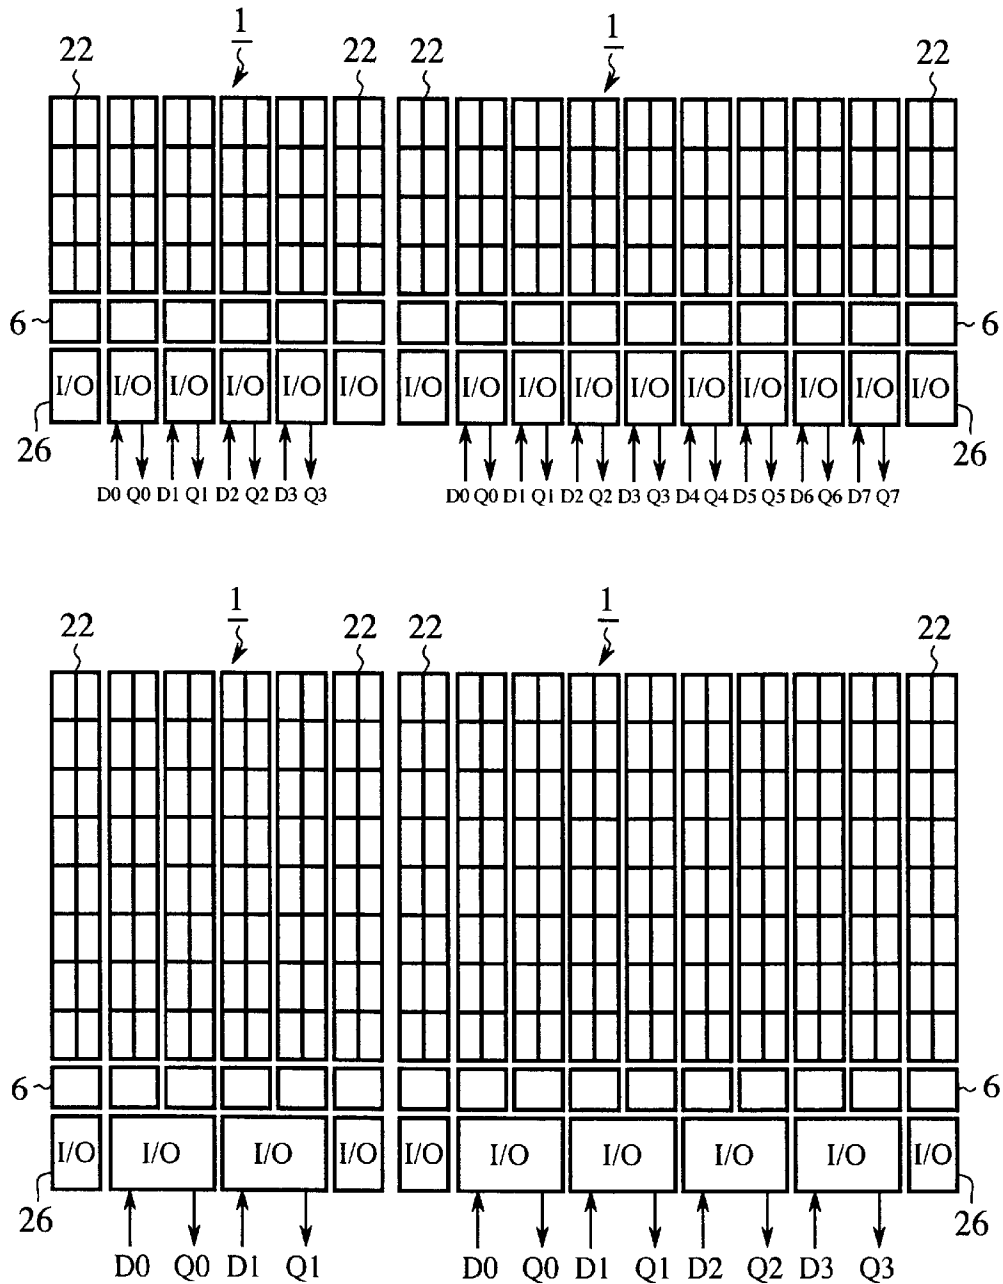 1 1
22 22 22 22
6 6
I/O I/O I/O I/O I/O I/O I/O I/O I/O I/O I/O I/O I/O I/O I/O I/O
26 26
D0 Q0 D1 Q1 D2 Q2 D3 Q3 D0 Q0 D1 Q1 D2 Q2 D3 Q3 D4 Q4 D5 Q5 D6 Q6 D7 Q7
1 1
22 22 22 22
6 6
I/O I/O I/O I/O I/O I/O I/O I/O I/O I/O
26 26
D0 Q0 D1 Q1 D0 Q0 D1 Q1 D2 Q2 D3 Q3